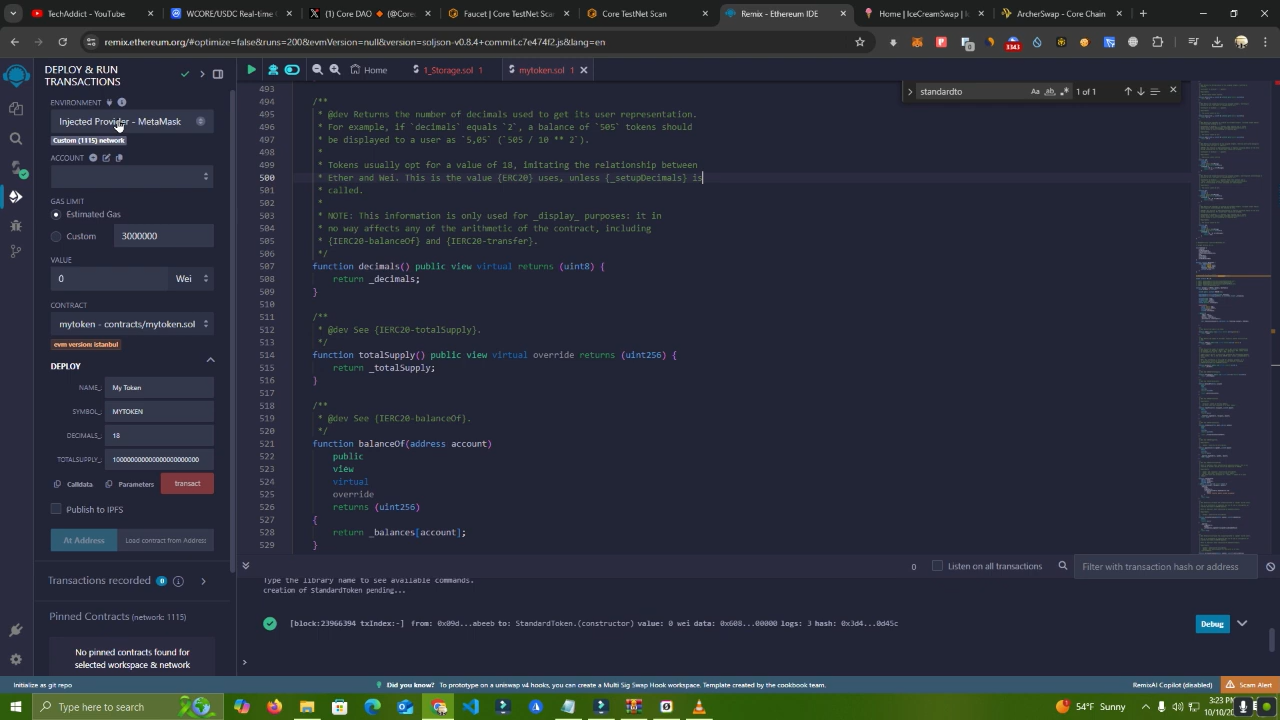 TechAddict - YouTube
WCORE/USDC Real-time
Core DAO 🔶 (@Core
Faucet | Core TestNet Scan
Core TestNet Scan
Remix - Ethereum IDE
Home | IceCreamSwap |
ArcherSwap - Core Chain
remix.ethereum.org/#optimize=false&runs=200&evmVersion=null&version=soljson-v0.8.4+commit.c7e474f2.js&lang=en
DEPLOY & RUN
TRANSACTIONS
ENVIRONMENT
Injected Provider - MetaMask
Custom (1115) network
ACCOUNT
GAS LIMIT
Estimated Gas
Custom
3000000
VALUE
0
Wei
CONTRACT
mytoken - contracts/mytoken.sol
evm version istanbul
DEPLOY
NAME_:
My Token
SYMBOL_:
MYTOKEN
DECIMALS_:
18
TOTALSUPPLY_:
Calldata
Parameters
transact
Publish to IPFS
At Address
Load contract from Address
Transactions recorded 0
Pinned Contracts (network: 1115)
No pinned contracts found for
selected workspace & network
Home
1_Storage.sol 1
mytoken.sol 1
1 of 1
493
494 /**
495 * @dev Returns the number of decimals used to get its user representation.
496 * For example, if `decimals` equals `2`, a balance of `505` tokens should
497 * be displayed to a user as `5,05` (`505 / 10 ** 2`).
498 *
499 * Tokens usually opt for a value of 18, imitating the relationship between
500 * Ether and Wei. This is the value {ERC20} uses, unless {_setupDecimals} is
501 * called.
502 *
503 * NOTE: This information is only used for _display_ purposes: it in
504 * no way affects any of the arithmetic of the contract, including
505 * {IERC20-balanceOf} and {IERC20-transfer}.
506 */
507 function decimals() public view virtual returns (uint8) {
508 return _decimals;
509 }
510
511 /**
512 * @dev See {IERC20-totalSupply}.
513 */
514 function totalSupply() public view virtual override returns (uint256) {
515 return _totalSupply;
516 }
517
518 /**
519 * @dev See {IERC20-balanceOf}.
520 */
521 function balanceOf(address account)
522 public
523 view
524 virtual
525 override
526 returns (uint256)
527 {
528 return _balances[account];
529 }
0
Listen on all transactions
Filter with transaction hash or address
Type the library name to see available commands.
creation of StandardToken pending...
[block:23966394 txIndex:-] from: 0x09d...abeeb to: StandardToken.(constructor) value: 0 wei data: 0x608...00000 logs: 3 hash: 0x3d4...0d45c
Debug
>
Initialize as git repo
Did you know? To prototype on a uniswap v4 hooks, you can create a Multi Sig Swap Hook workspace. Template created by the cookbook team.
RemixAI Copilot (disabled)
Scam Alert
Type here to search
54°F Sunny
3:23 PM